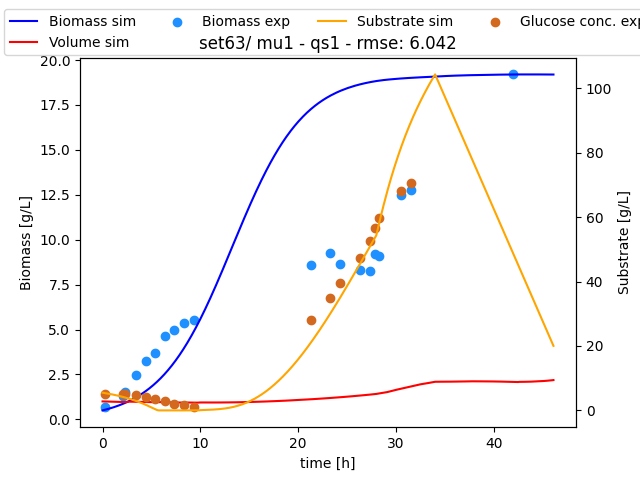 Biomass sim Biomass exp Substrate sim Glucose conc. exp
Volume sim
set63/ mu1 - qs1 - rmse: 6.042
20.0
17.5
15.0
12.5
10.0
7.5
5.0
2.5
0.0
Biomass [g/L]
100
80
60
40
20
0
Substrate [g/L]
0 10 20 30 40
time [h]